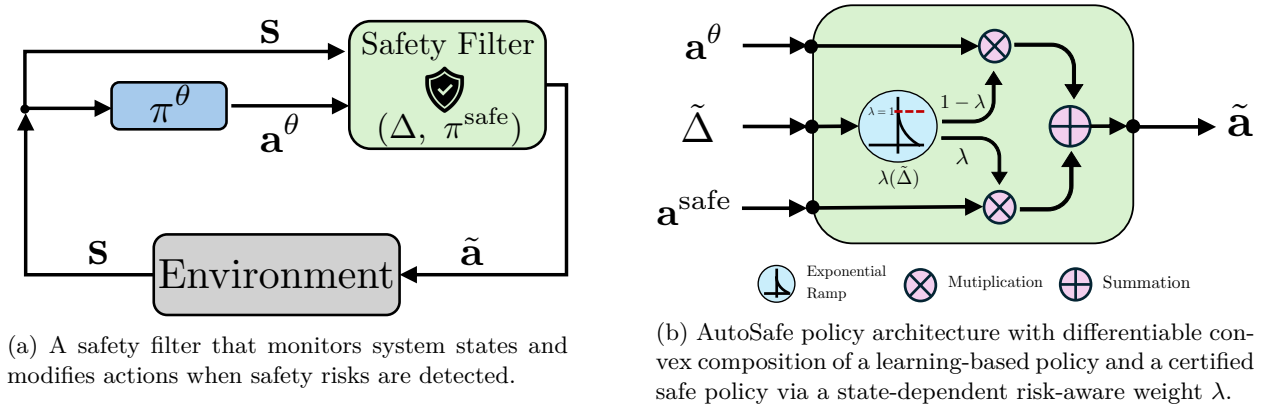 s
Safety Filter
π^θ
a^θ
(Δ, π^safe)
s
ã
Environment
(a) A safety filter that monitors system states and
modifies actions when safety risks are detected.
a^θ
1 − λ
λ = 1
Δ̃
ã
λ
λ(Δ̃)
a^safe
Exponential
Ramp
Mutiplication
Summation
(b) AutoSafe policy architecture with differentiable con-
vex composition of a learning-based policy and a certified
safe policy via a state-dependent risk-aware weight λ.